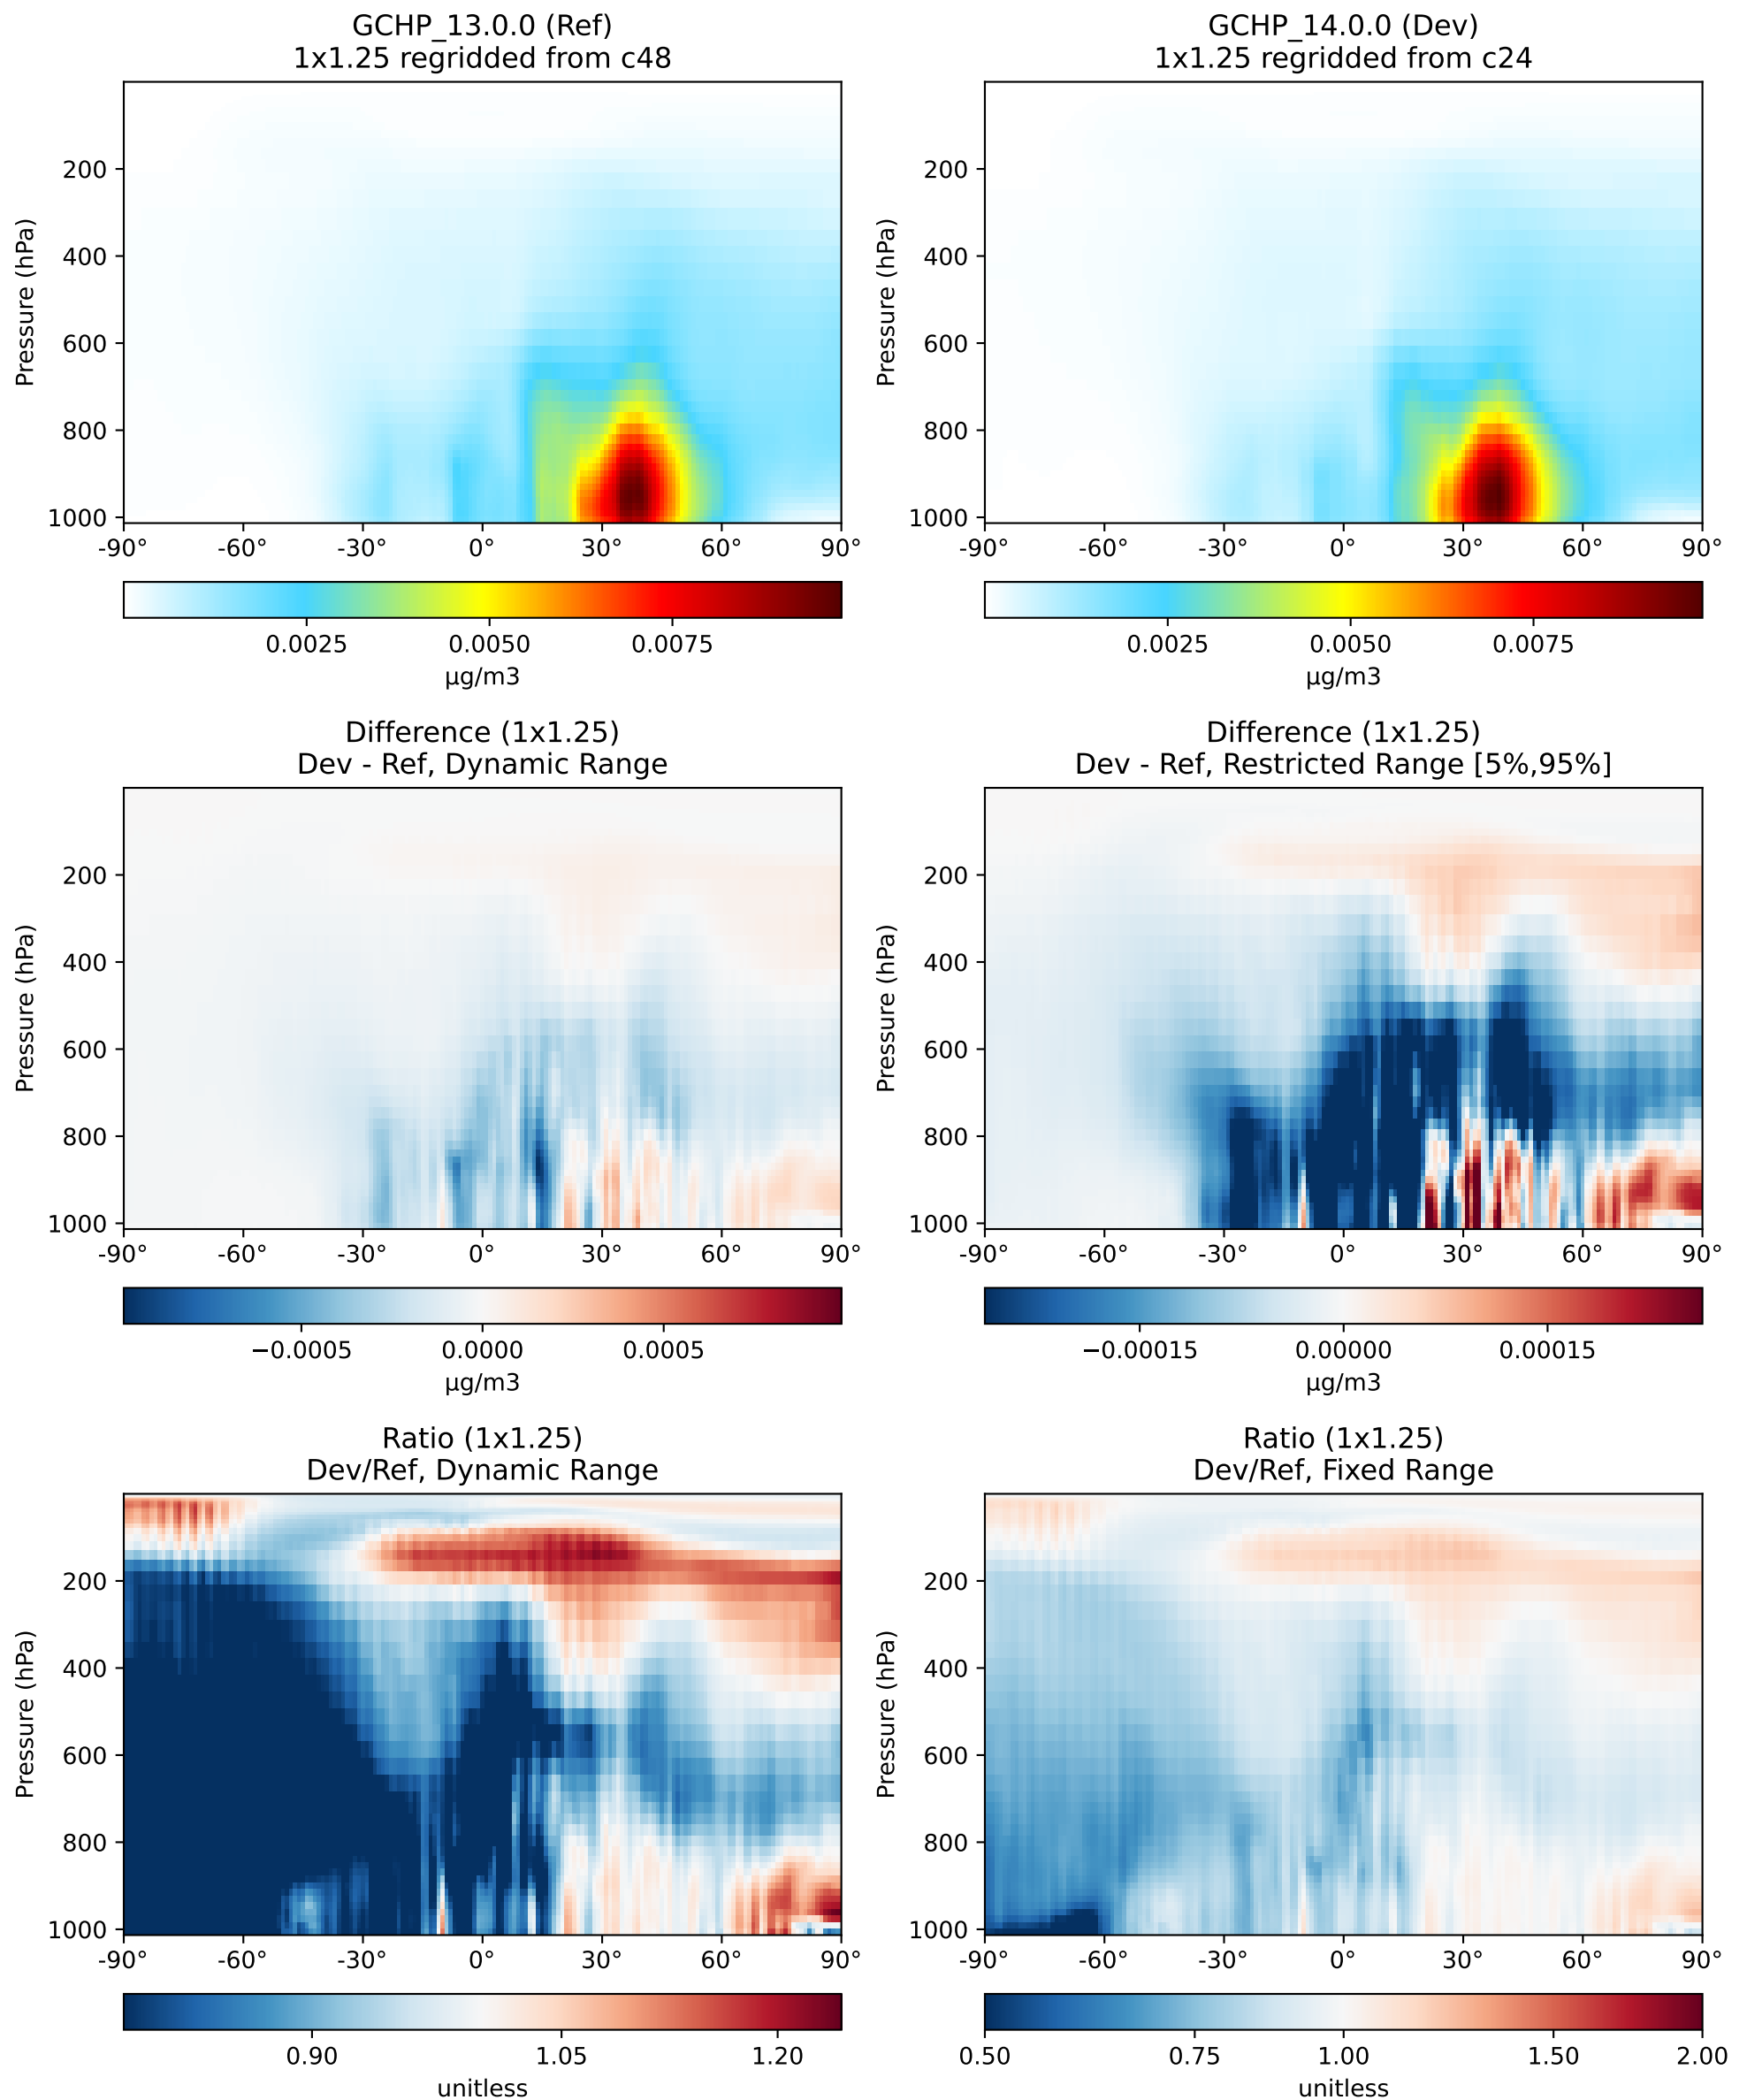 GCHP_13.0.0 (Ref)
1x1.25 regridded from c48
Pressure (hPa)
200
400
600
800
1000
-90° -60° -30° 0° 30° 60° 90°
0.0025 0.0050 0.0075
µg/m3
GCHP_14.0.0 (Dev)
1x1.25 regridded from c24
Pressure (hPa)
200
400
600
800
1000
-90° -60° -30° 0° 30° 60° 90°
0.0025 0.0050 0.0075
µg/m3
Difference (1x1.25)
Dev - Ref, Dynamic Range
Pressure (hPa)
200
400
600
800
1000
-90° -60° -30° 0° 30° 60° 90°
−0.0005 0.0000 0.0005
µg/m3
Difference (1x1.25)
Dev - Ref, Restricted Range [5%,95%]
Pressure (hPa)
200
400
600
800
1000
-90° -60° -30° 0° 30° 60° 90°
−0.00015 0.00000 0.00015
µg/m3
Ratio (1x1.25)
Dev/Ref, Dynamic Range
Pressure (hPa)
200
400
600
800
1000
-90° -60° -30° 0° 30° 60° 90°
0.90 1.05 1.20
unitless
Ratio (1x1.25)
Dev/Ref, Fixed Range
Pressure (hPa)
200
400
600
800
1000
-90° -60° -30° 0° 30° 60° 90°
0.50 0.75 1.00 1.50 2.00
unitless